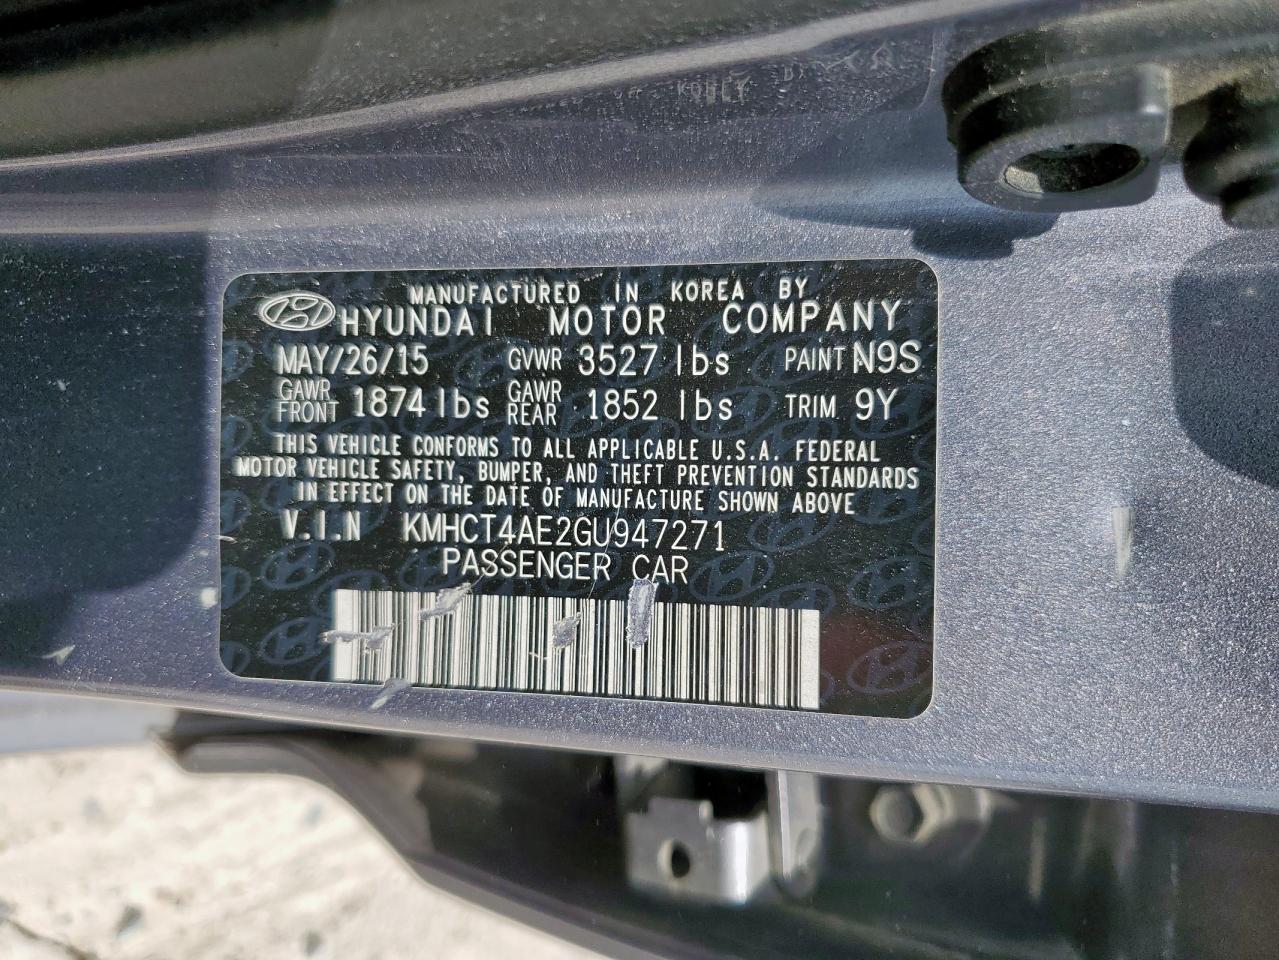 MANUFACTURED IN KOREA BY
HYUNDAI MOTOR COMPANY
MAY/26/15 GVWR 3527 lbs PAINT N9S
GAWR FRONT 1874 lbs GAWR REAR 1852 lbs TRIM 9Y
THIS VEHICLE CONFORMS TO ALL APPLICABLE U.S.A. FEDERAL
MOTOR VEHICLE SAFETY, BUMPER, AND THEFT PREVENTION STANDARDS
IN EFFECT ON THE DATE OF MANUFACTURE SHOWN ABOVE
V.I.N KMHCT4AE2GU947271
PASSENGER CAR